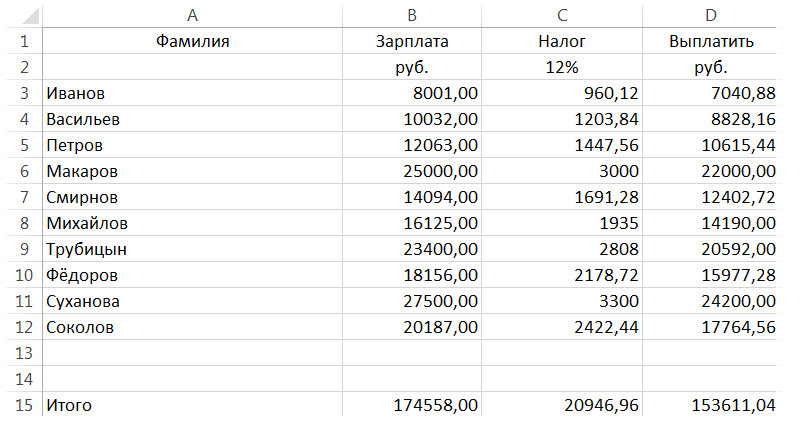 A B C D
1 Фамилия Зарплата Налог Выплатить
2 руб. 12% руб.
3 Иванов 8001,00 960,12 7040,88
4 Васильев 10032,00 1203,84 8828,16
5 Петров 12063,00 1447,56 10615,44
6 Макаров 25000,00 3000 22000,00
7 Смирнов 14094,00 1691,28 12402,72
8 Михайлов 16125,00 1935 14190,00
9 Трубицын 23400,00 2808 20592,00
10 Фёдоров 18156,00 2178,72 15977,28
11 Суханова 27500,00 3300 24200,00
12 Соколов 20187,00 2422,44 17764,56
13
14
15 Итого 174558,00 20946,96 153611,04